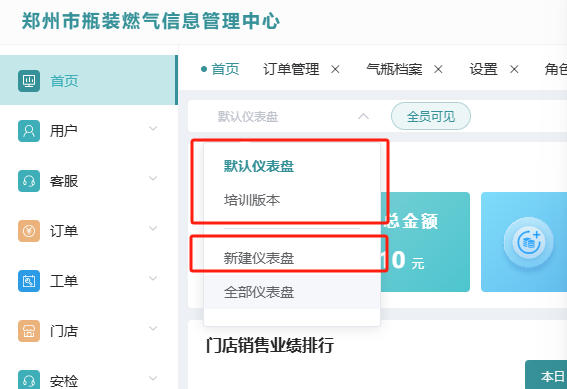 郑州市瓶装燃气信息管理中心
首页 订单管理 × 气瓶档案 × 设置 × 角色
首页
用户
客服
订单
工单
门店
安检
默认仪表盘 全员可见
默认仪表盘
培训版本
新建仪表盘
全部仪表盘
总金额
10 元
门店销售业绩排行
本日